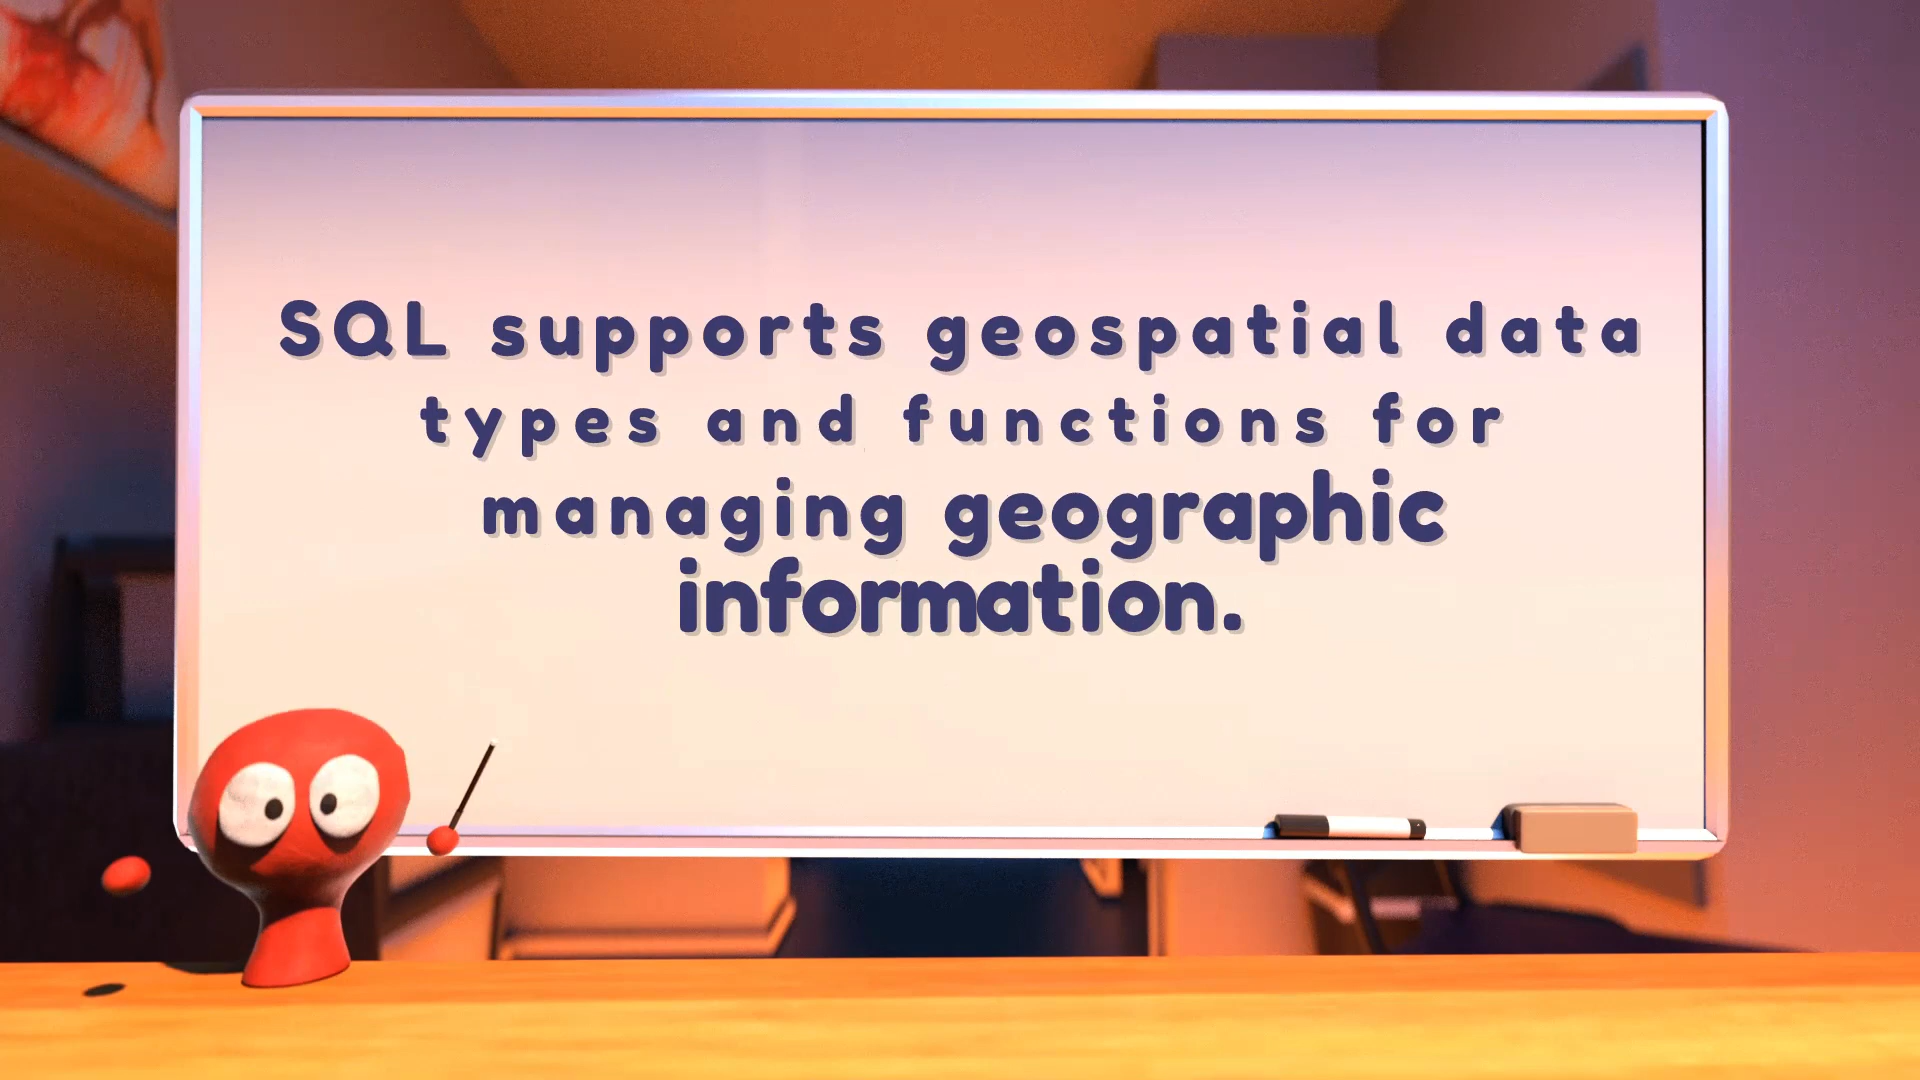 SQL supports geospatial data
types and functions for
managing geographic
information.